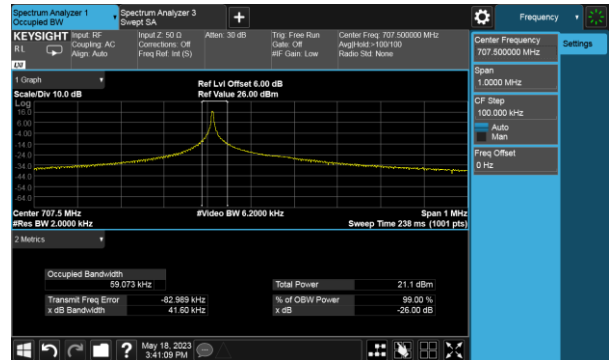 Spectrum Analyzer 1
Occupied BW
Spectrum Analyzer 3
Swept SA
+
Frequency
KEYSIGHT
RL
LXI
Input: RF
Coupling: AC
Align: Auto
Input Z: 50 Ω
Corrections: Off
Freq Ref: Int (S)
Atten: 30 dB
Trig: Free Run
Gate: Off
#IF Gain: Low
Center Freq: 707.500000 MHz
Avg|Hold:>100/100
Radio Std: None
Center Frequency
707.500000 MHz
Settings
Span
1.0000 MHz
CF Step
100.000 kHz
Auto
Man
Freq Offset
0 Hz
1 Graph
Scale/Div 10.0 dB
Ref Lvl Offset 6.00 dB
Ref Value 26.00 dBm
Log
16.0
6.00
-4.00
-14.0
-24.0
-34.0
-44.0
-54.0
-64.0
Center 707.5 MHz
#Video BW 6.2000 kHz
Span 1 MHz
#Res BW 2.0000 kHz
Sweep Time 238 ms (1001 pts)
2 Metrics
Occupied Bandwidth
59.073 kHz
Total Power
21.1 dBm
Transmit Freq Error
-82.989 kHz
% of OBW Power
99.00 %
x dB Bandwidth
41.60 kHz
x dB
-26.00 dB
?
May 18, 2023
3:41:09 PM